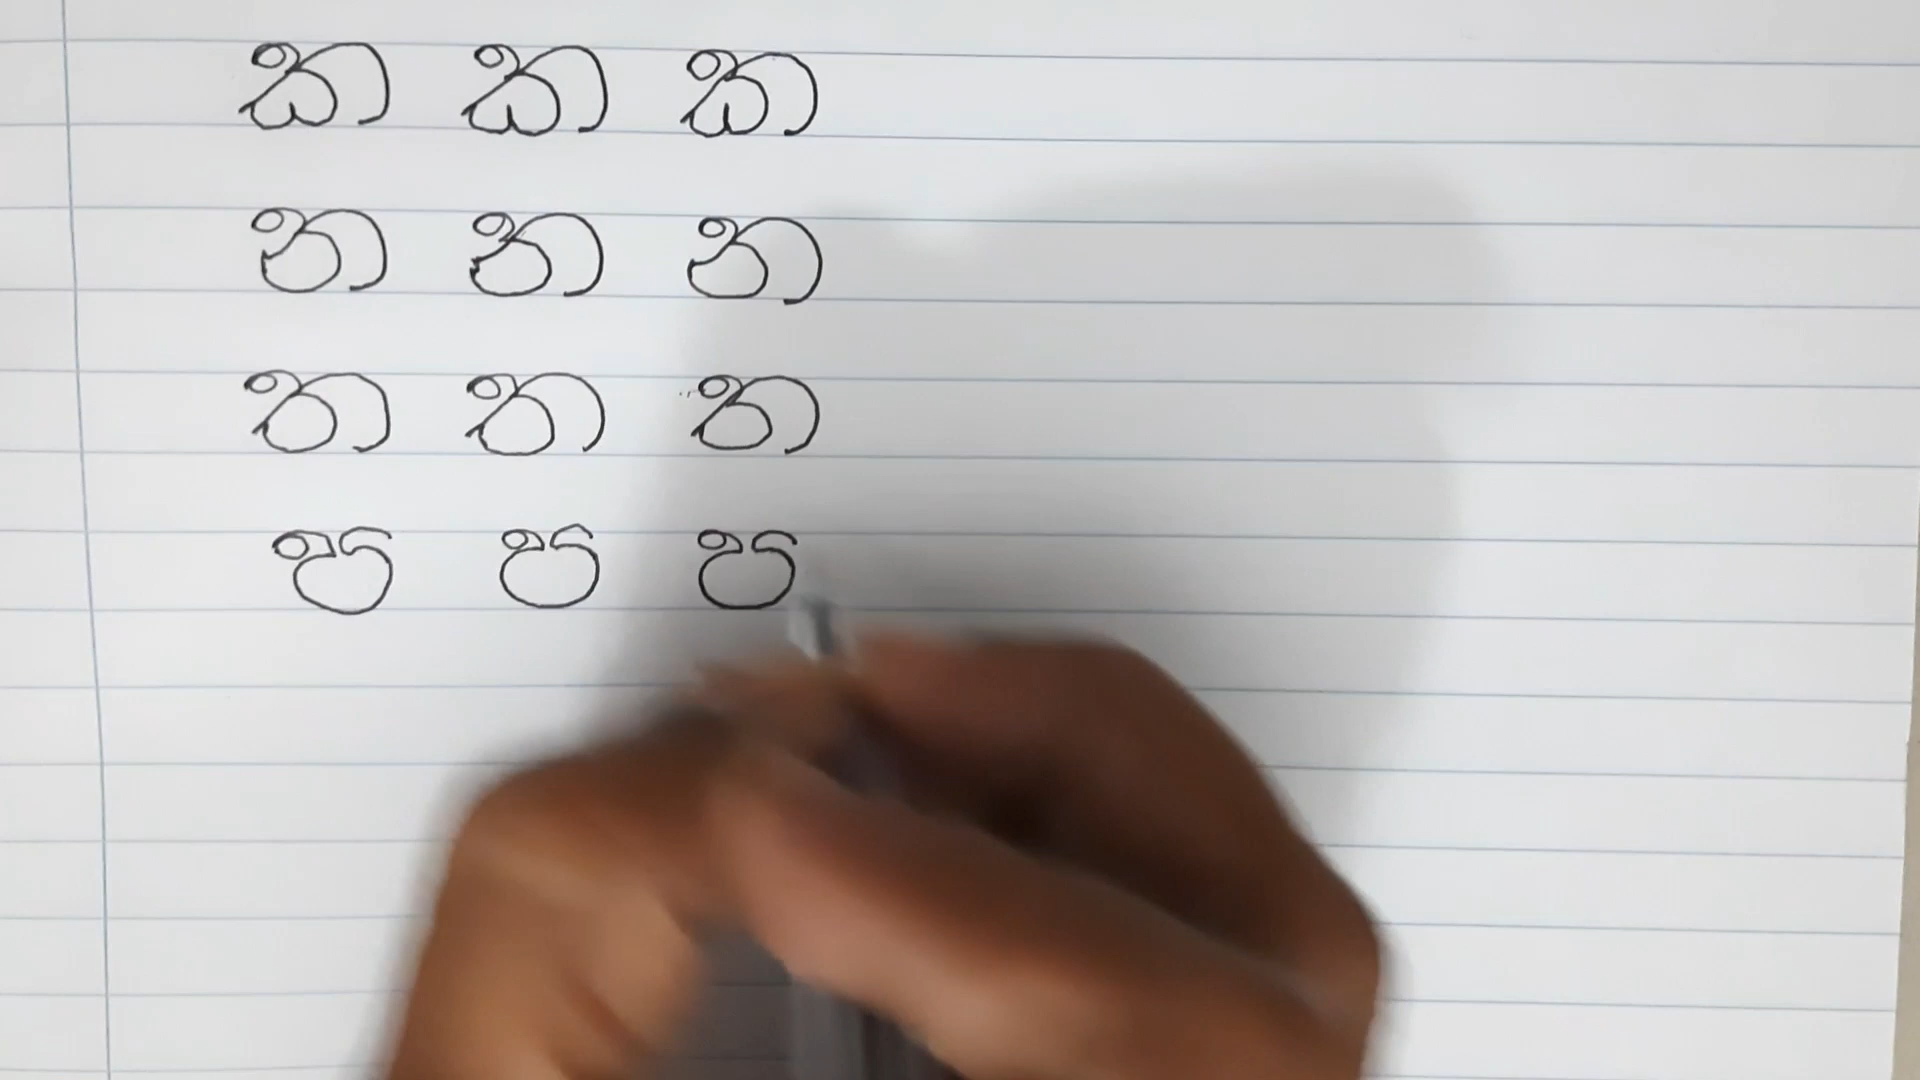 ක ක ක
ත ත ත
න න න
ප ප ප